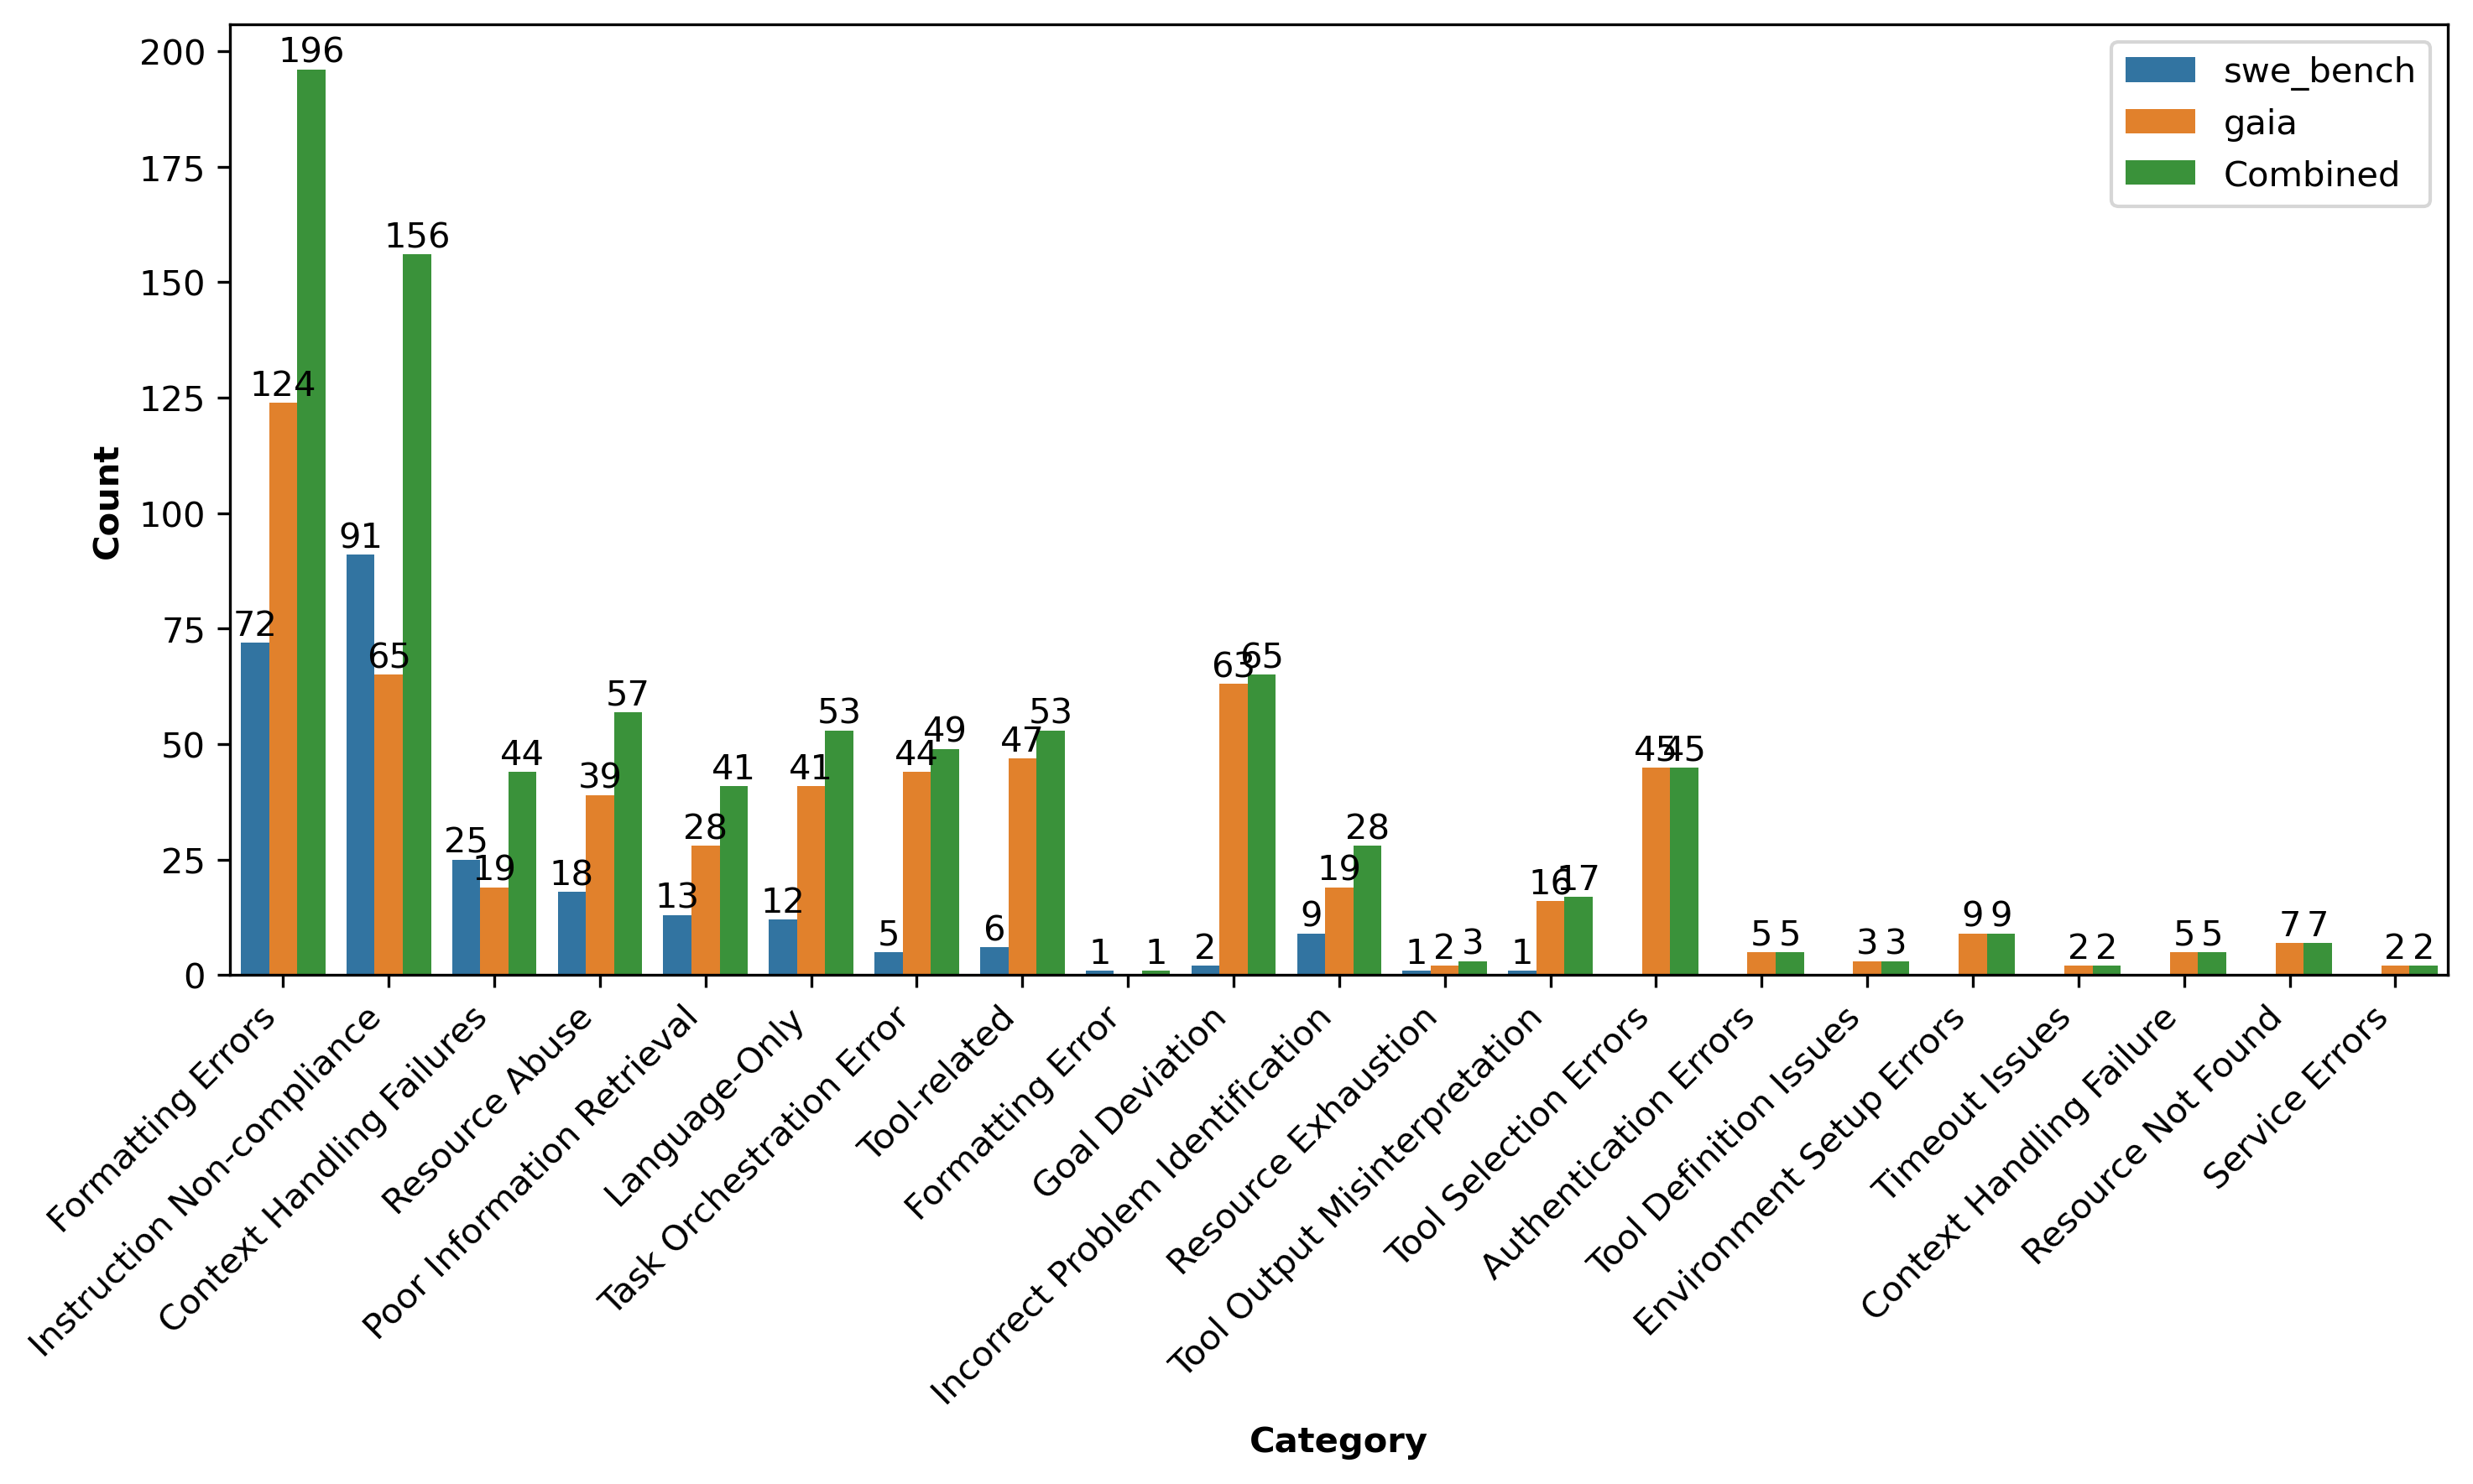 200
175
150
125
100
75
50
25
0
Count
swe_bench
gaia
Combined
72
124
196
91
65
156
25
19
44
18
39
57
13
28
41
12
41
53
5
44
49
6
47
53
1
1
2
63
65
9
19
28
1
2
3
1
16
17
45
45
5
5
3
3
9
9
2
2
5
5
7
7
2
2
Formatting Errors
Instruction Non-compliance
Context Handling Failures
Resource Abuse
Poor Information Retrieval
Language-Only
Task Orchestration Error
Tool-related
Formatting Error
Goal Deviation
Incorrect Problem Identification
Resource Exhaustion
Tool Output Misinterpretation
Tool Selection Errors
Authentication Errors
Tool Definition Issues
Environment Setup Errors
Timeout Issues
Context Handling Failure
Resource Not Found
Service Errors
Category